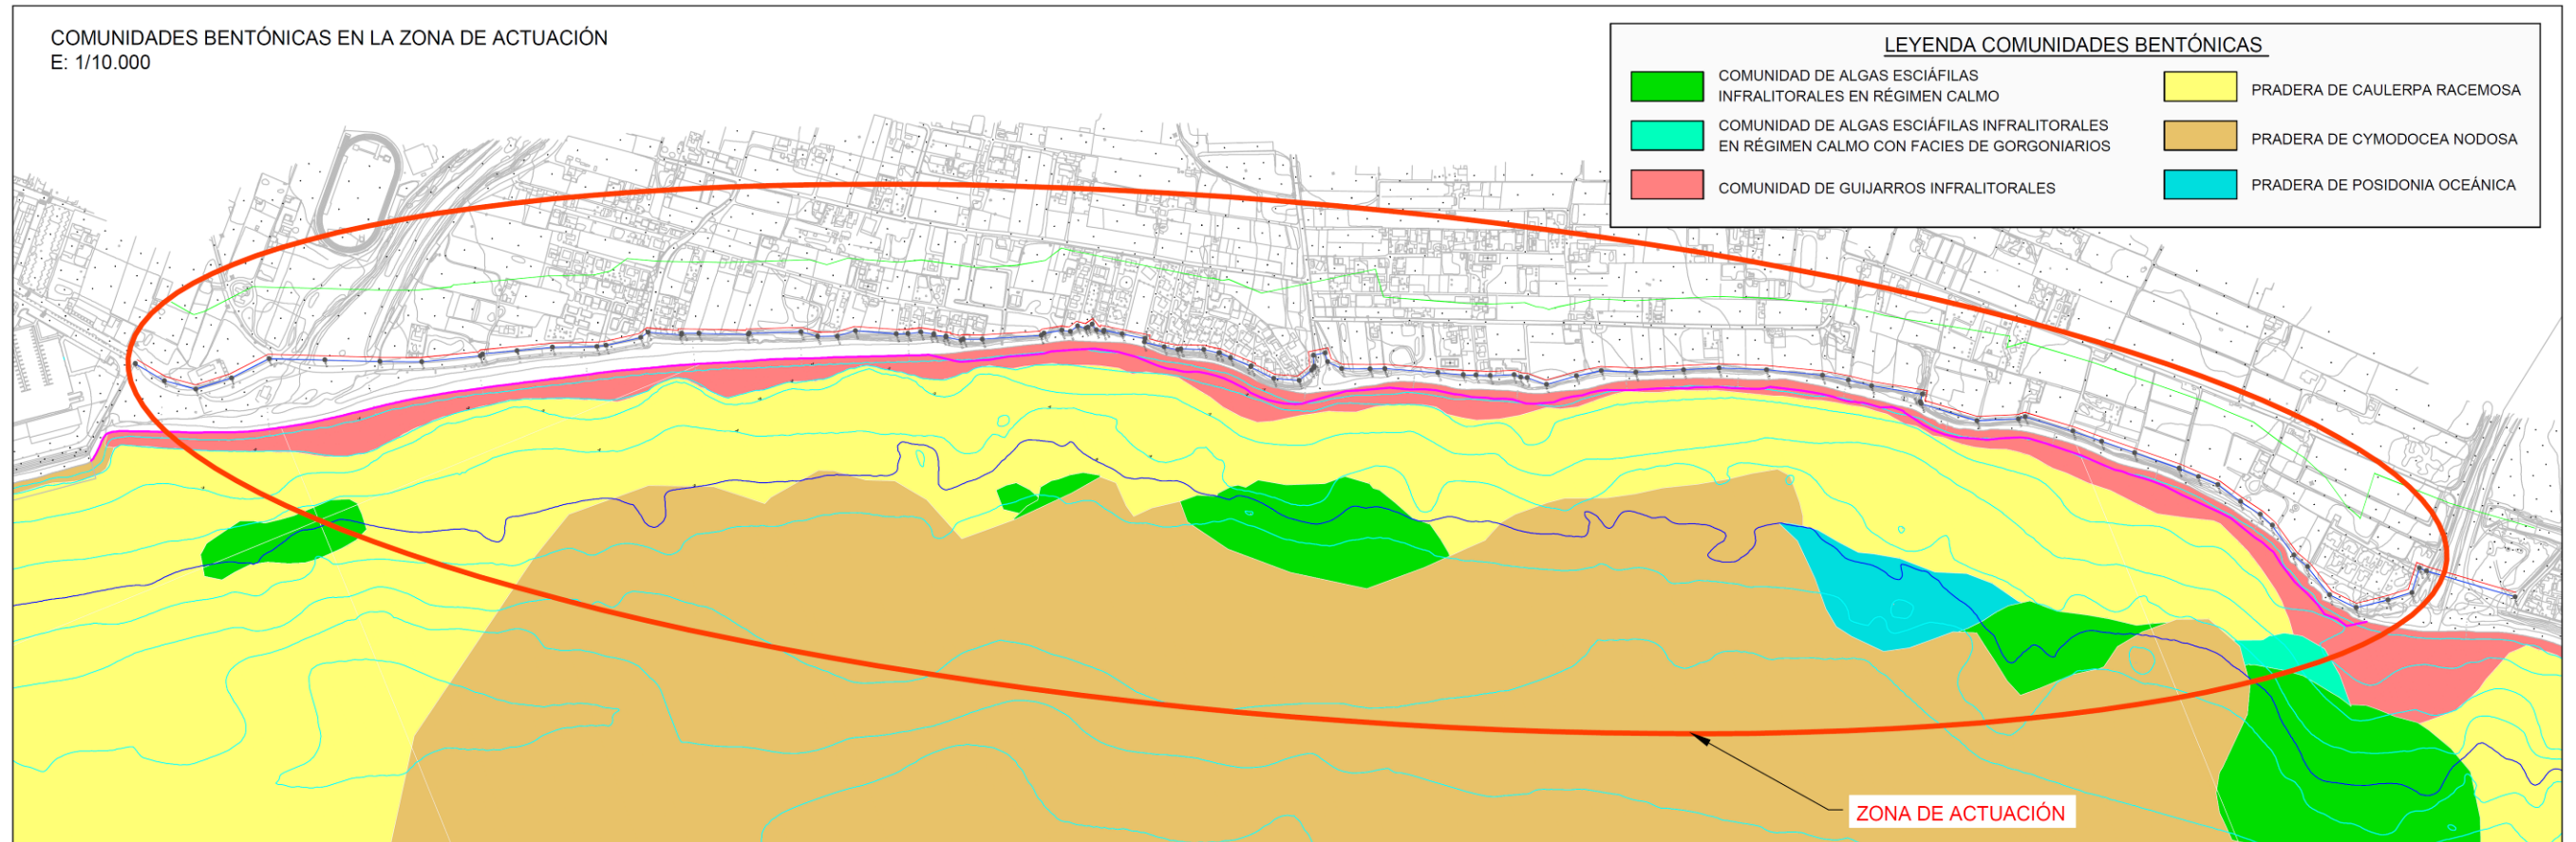 COMUNIDADES BENTÓNICAS EN LA ZONA DE ACTUACIÓN
E: 1/10.000
LEYENDA COMUNIDADES BENTÓNICAS
COMUNIDAD DE ALGAS ESCIÁFILAS
INFRALITORALES EN RÉGIMEN CALMO
COMUNIDAD DE ALGAS ESCIÁFILAS INFRALITORALES
EN RÉGIMEN CALMO CON FACIES DE GORGONIARIOS
COMUNIDAD DE GUIJARROS INFRALITORALES
PRADERA DE CAULERPA RACEMOSA
PRADERA DE CYMODOCEA NODOSA
PRADERA DE POSIDONIA OCEÁNICA
ZONA DE ACTUACIÓN